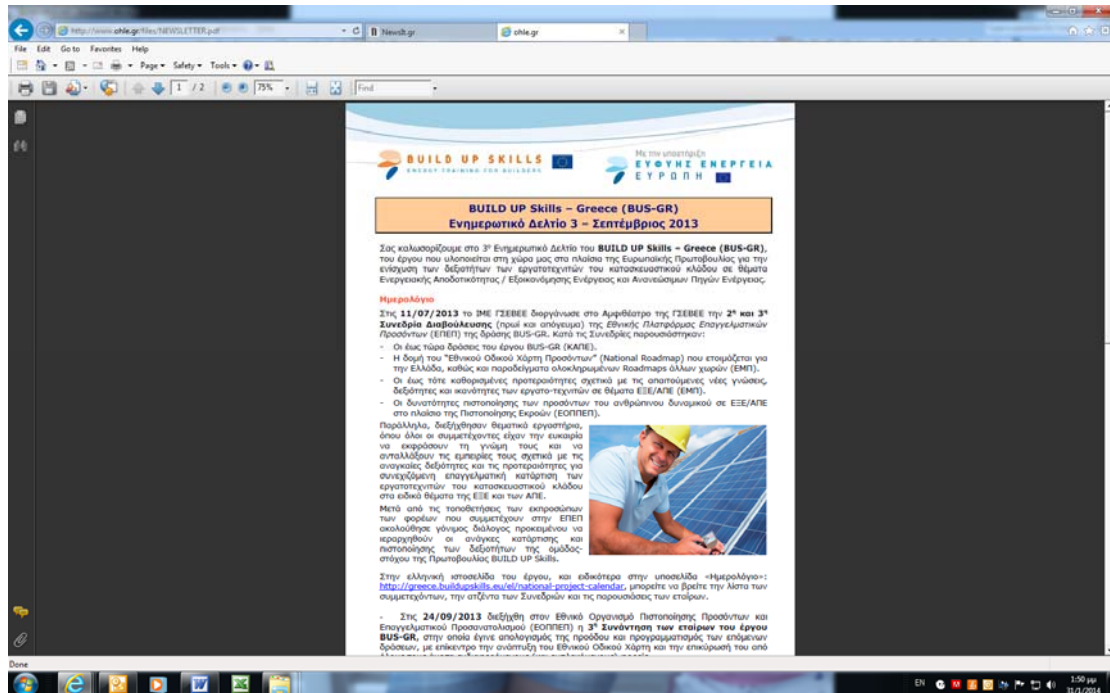 http://www.ohle.gr/files/NEWSLETTER.pdf
NewsIt.gr
ohle.gr
File Edit Go to Favorites Help
Page Safety Tools
1 / 2 75% Find
BUILD UP SKILLS
ENERGY TRAINING FOR BUILDERS
Με την υποστήριξη
ΕΥΦΥΗΣ ΕΝΕΡΓΕΙΑ
ΕΥΡΩΠΗ
BUILD UP Skills – Greece (BUS-GR)
Ενημερωτικό Δελτίο 3 – Σεπτέμβριος 2013
Σας καλωσορίζουμε στο 3º Ενημερωτικό Δελτίο του BUILD UP Skills – Greece (BUS-GR),
του έργου που υλοποιείται στη χώρα μας στα πλαίσια της Ευρωπαϊκής Πρωτοβουλίας για την
ενίσχυση των δεξιοτήτων των εργατοτεχνιτών του κατασκευαστικού κλάδου σε θέματα
Ενεργειακής Αποδοτικότητας / Εξοικονόμησης Ενέργειας και Ανανεώσιμων Πηγών Ενέργειας.
Ημερολόγιο
Στις 11/07/2013 το ΙΜΕ ΓΣΕΒΕΕ διοργάνωσε στο Αμφιθέατρο της ΓΣΕΒΕΕ την 2η και 3η
Συνεδρία Διαβούλευσης (πρωί και απόγευμα) της Εθνικής Πλατφόρμας Επαγγελματικών
Προσόντων (ΕΠΕΠ) της δράσης BUS-GR. Κατά τις Συνεδρίες παρουσιάστηκαν:
- Οι έως τώρα δράσεις του έργου BUS-GR (ΚΑΠΕ).
- Η δομή του "Εθνικού Οδικού Χάρτη Προσόντων" (National Roadmap) που ετοιμάζεται για
την Ελλάδα, καθώς και παραδείγματα ολοκληρωμένων Roadmaps άλλων χωρών (ΕΜΠ).
- Οι έως τότε καθορισμένες προτεραιότητες σχετικά με τις απαιτούμενες νέες γνώσεις,
δεξιότητες και ικανότητες των εργατο-τεχνιτών σε θέματα ΕΞΕ/ΑΠΕ (ΕΜΠ).
- Οι δυνατότητες πιστοποίησης των προσόντων του ανθρώπινου δυναμικού σε ΕΞΕ/ΑΠΕ
στο πλαίσιο της Πιστοποίησης Εκροών (ΕΟΠΠΕΠ).
Παράλληλα, διεξήχθησαν θεματικά εργαστήρια,
όπου όλοι οι συμμετέχοντες είχαν την ευκαιρία
να εκφράσουν τη γνώμη τους και να
ανταλλάξουν τις εμπειρίες τους σχετικά με τις
αναγκαίες δεξιότητες και τις προτεραιότητες για
συνεχιζόμενη επαγγελματική κατάρτιση των
εργατοτεχνιτών του κατασκευαστικού κλάδου
στα ειδικά θέματα της ΕΞΕ και των ΑΠΕ.
Μετά από τις τοποθετήσεις των εκπροσώπων
των φορέων που συμμετέχουν στην ΕΠΕΠ
ακολούθησε γόνιμος διάλογος προκειμένου να
ιεραρχηθούν οι ανάγκες κατάρτισης και
πιστοποίησης των δεξιοτήτων της ομάδας-
στόχου της Πρωτοβουλίας BUILD UP Skills.
Στην ελληνική ιστοσελίδα του έργου, και ειδικότερα στην υποσελίδα «Ημερολόγιο»:
http://greece.buildupskills.eu/el/national-project-calendar, μπορείτε να βρείτε την λίστα των
συμμετεχόντων, την ατζέντα των Συνεδριών και τις παρουσιάσεις των εταίρων.
- Στις 24/09/2013 διεξήχθη στον Εθνικό Οργανισμό Πιστοποίησης Προσόντων και
Επαγγελματικού Προσανατολισμού (ΕΟΠΠΕΠ) η 3η Συνάντηση των εταίρων του έργου
BUS-GR, στην οποία έγινε απολογισμός της προόδου και προγραμματισμός των επόμενων
δράσεων, με επίκεντρο την ανάπτυξη του Εθνικού Οδικού Χάρτη και την επικύρωσή του από
Done
EN
1:50 μμ
31/1/2014